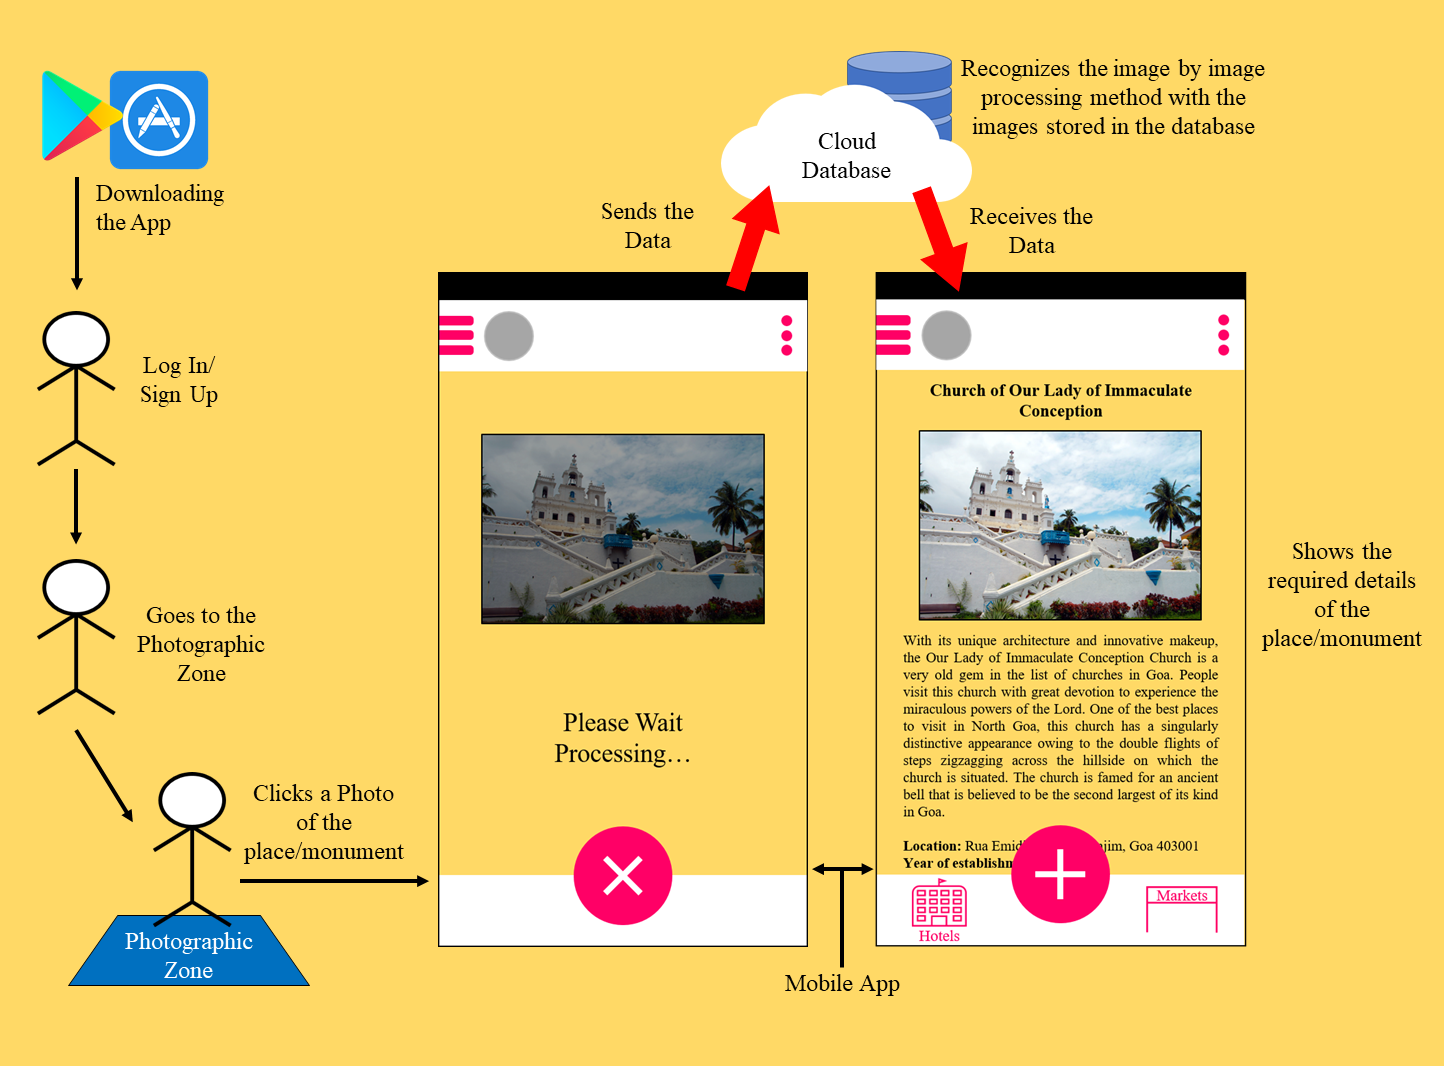 Downloading
the App
Log In/
Sign Up
Goes to the
Photographic
Zone
Clicks a Photo
of the
place/monument
Photographic
Zone
Please Wait
Processing…
Sends the
Data
Cloud
Database
Recognizes the image by image
processing method with the
images stored in the database
Receives the
Data
Church of Our Lady of Immaculate
Conception
With its unique architecture and innovative makeup,
the Our Lady of Immaculate Conception Church is a
very old gem in the list of churches in Goa. People
visit this church with great devotion to experience the
miraculous powers of the Lord. One of the best places
to visit in North Goa, this church has a singularly
distinctive appearance owing to the double flights of
steps zigzagging across the hillside on which the
church is situated. The church is famed for an ancient
bell that is believed to be the second largest of its kind
in Goa.
Location: Rua Emid Goa 403001
Year of
Hotels
Markets
Shows the
required details
of the
place/monument
Mobile App